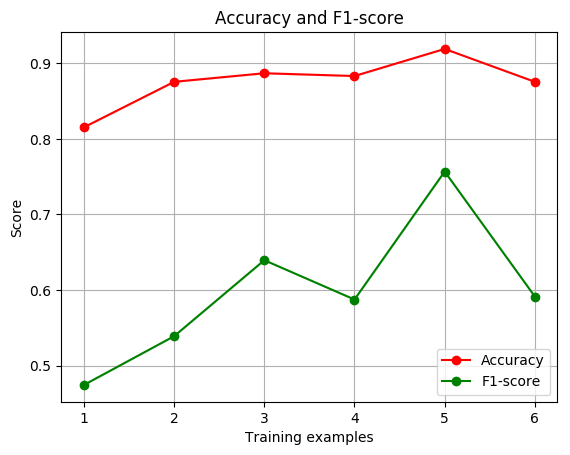 Accuracy and F1-score
Score
0.9
0.8
0.7
0.6
0.5
Accuracy
F1-score
1 2 3 4 5 6
Training examples